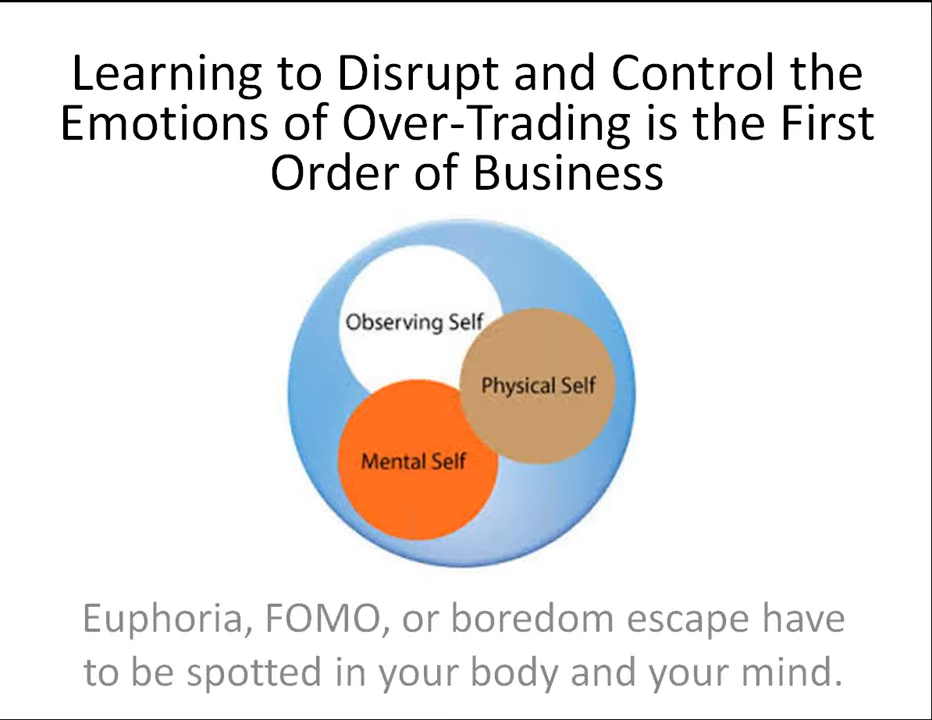 Learning to Disrupt and Control the
Emotions of Over-Trading is the First
Order of Business
Observing Self
Physical Self
Mental Self
Euphoria, FOMO, or boredom escape have
to be spotted in your body and your mind.